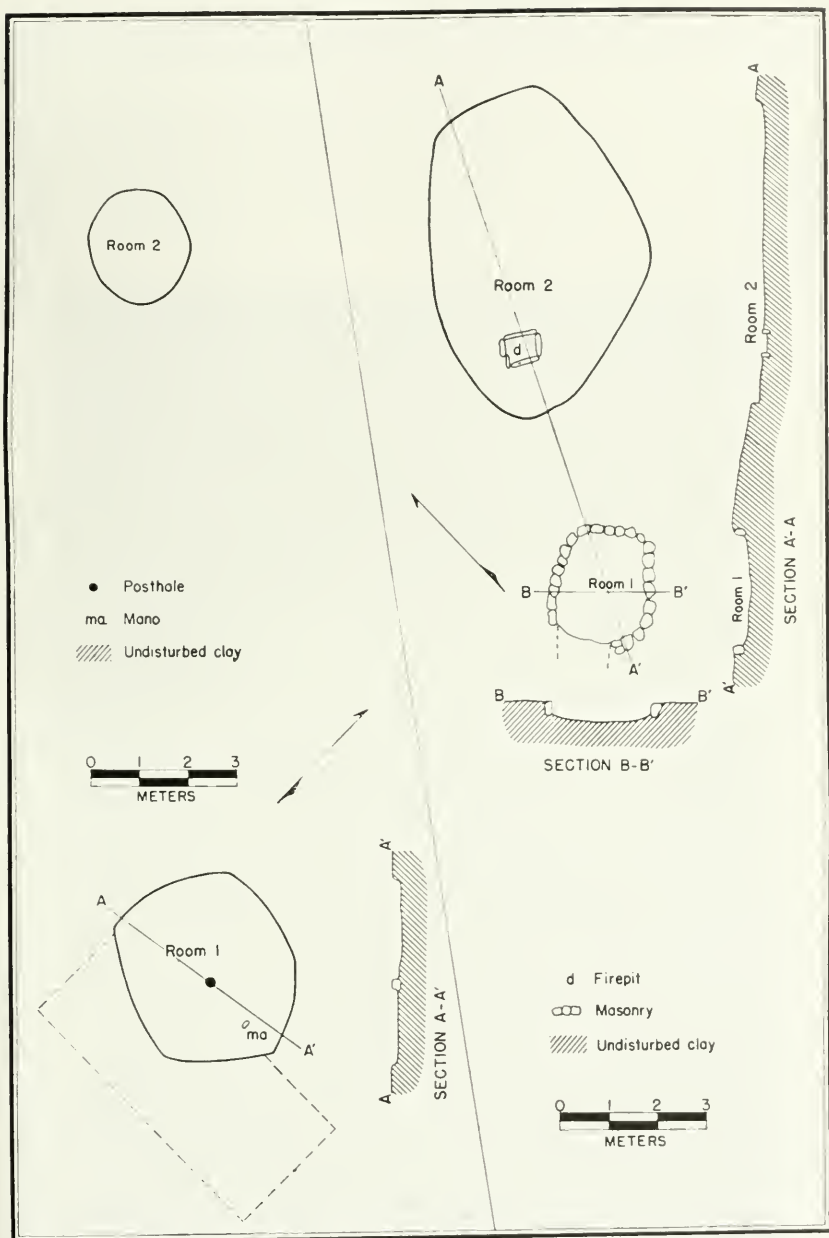 Room 2
Posthole
ma Mano
Undisturbed clay
0 1 2 3
METERS
A
Room 1
ma
A'
A'
A
SECTION A-A'
A
Room 2
d
Room 1
B B'
A'
B B'
SECTION B-B'
A
Room 2
Room 1
A'
SECTION A'-A
d Firepit
Masonry
Undisturbed clay
0 1 2 3
METERS